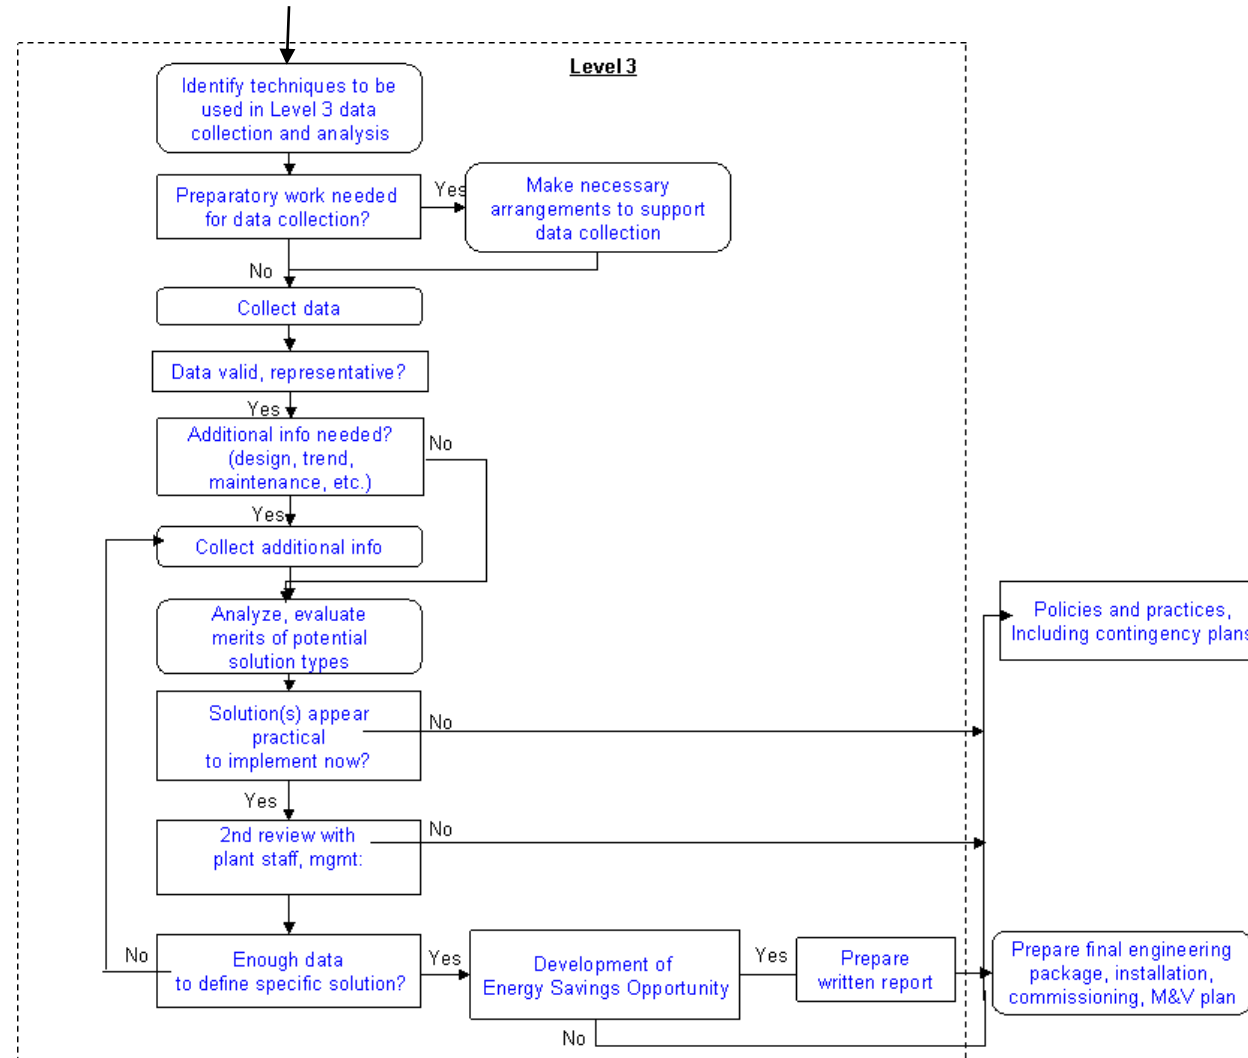 Level 3
Identify techniques to be
used in Level 3 data
collection and analysis
Preparatory work needed
for data collection?
Yes
Make necessary
arrangements to support
data collection
No
Collect data
Data valid, representative?
Yes
Additional info needed?
(design, trend,
maintenance, etc.)
No
Yes
Collect additional info
Analyze, evaluate
merits of potential
solution types
Policies and practices,
Including contingency plans
Solution(s) appear
practical
to implement now?
No
Yes
2nd review with
plant staff, mgmt:
No
No
Enough data
to define specific solution?
Yes
Development of
Energy Savings Opportunity
Yes
Prepare
written report
Prepare final engineering
package, installation,
commissioning, M&V plan
No